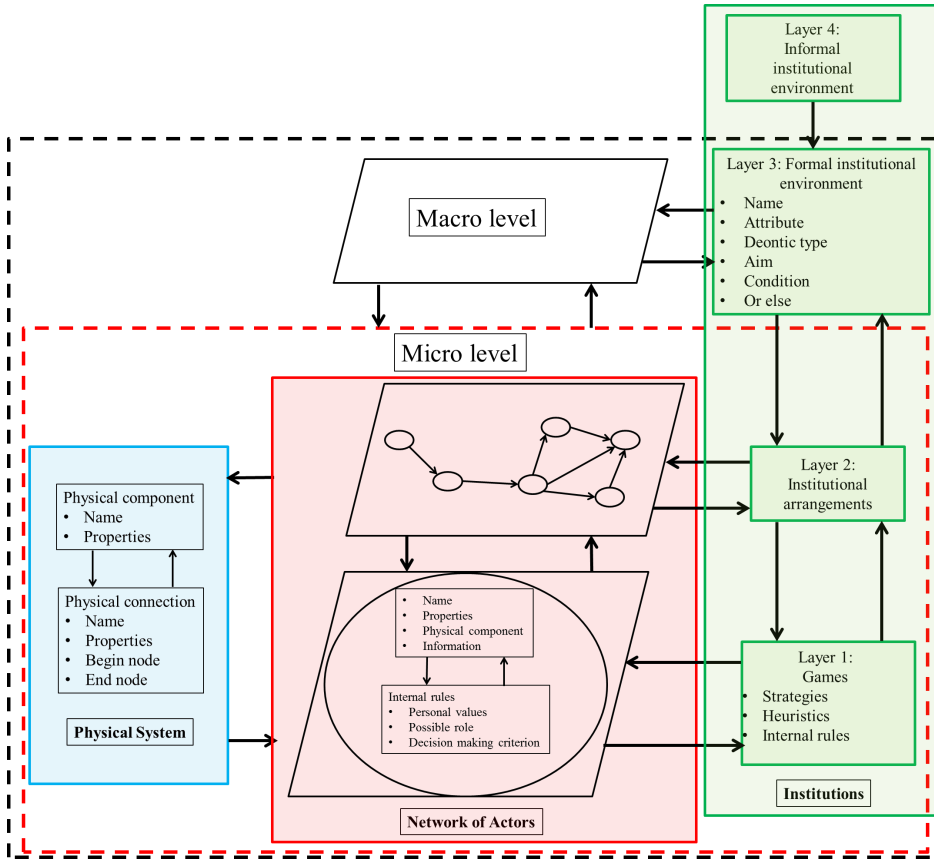 Layer 4:
Informal
institutional
environment
Layer 3: Formal institutional
environment
• Name
• Attribute
• Deontic type
• Aim
• Condition
• Or else
Macro level
Micro level
Physical component
• Name
• Properties
Physical connection
• Name
• Properties
• Begin node
• End node
Physical System
• Name
• Properties
• Physical component
• Information
Internal rules
• Personal values
• Possible role
• Decision making criterion
Network of Actors
Layer 2:
Institutional
arrangements
Layer 1:
Games
• Strategies
• Heuristics
• Internal rules
Institutions